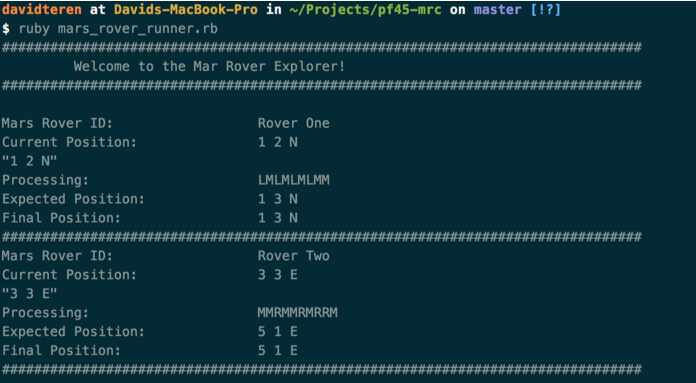 davidteren at Davids-MacBook-Pro in ~/Projects/pf45-mrc on master [!?]
$ ruby mars_rover_runner.rb
################################################################################
Welcome to the Mar Rover Explorer!
################################################################################
Mars Rover ID: Rover One
Current Position: 1 2 N
"1 2 N"
Processing: LMLMLMLMM
Expected Position: 1 3 N
Final Position: 1 3 N
################################################################################
Mars Rover ID: Rover Two
Current Position: 3 3 E
"3 3 E"
Processing: MMRMMRMRRM
Expected Position: 5 1 E
Final Position: 5 1 E
################################################################################